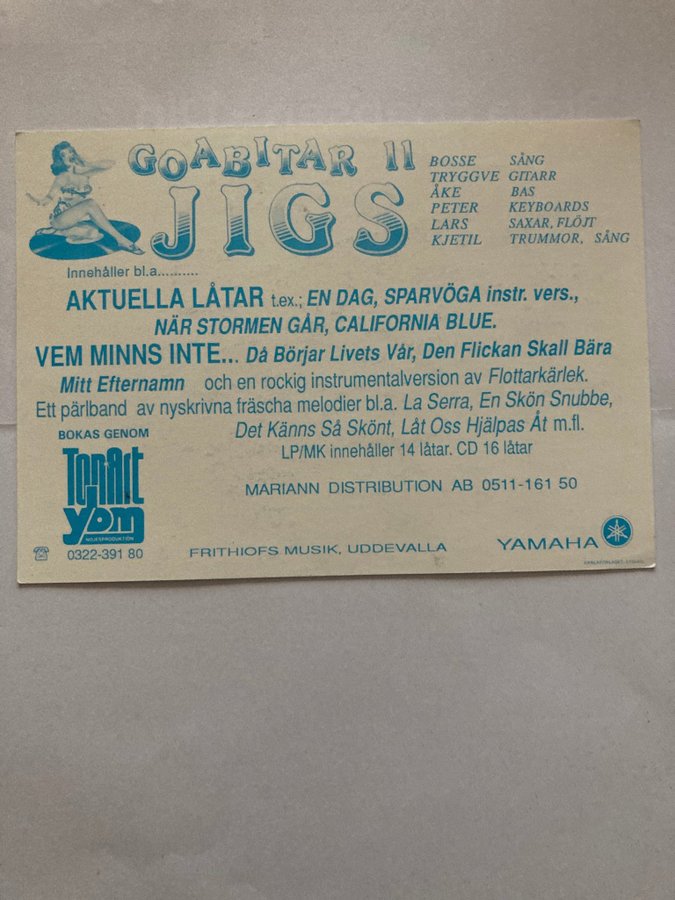 GOABITAR II
JIGS
BOSSE SÅNG
TRYGGVE GITARR
ÅKE BAS
PETER KEYBOARDS
LARS SAXAR, FLÖJT
KJETIL TRUMMOR, SÅNG
Innehåller bl.a..........
AKTUELLA LÅTAR t.ex.; EN DAG, SPARVÖGA instr. vers.,
NÄR STORMEN GÅR, CALIFORNIA BLUE.
VEM MINNS INTE... Då Börjar Livets Vår, Den Flickan Skall Bära
Mitt Efternamn och en rockig instrumentalversion av Flottarkärlek.
Ett pärlband av nyskrivna fräscha melodier bl.a. La Serra, En Skön Snubbe,
Det Känns Så Skönt, Låt Oss Hjälpas Åt m.fl.
LP/MK innehåller 14 låtar. CD 16 låtar
BOKAS GENOM
TonArt
ybm
NÖJESPRODUKTION
0322-391 80
MARIANN DISTRIBUTION AB 0511-161 50
FRITHIOFS MUSIK, UDDEVALLA
YAMAHA